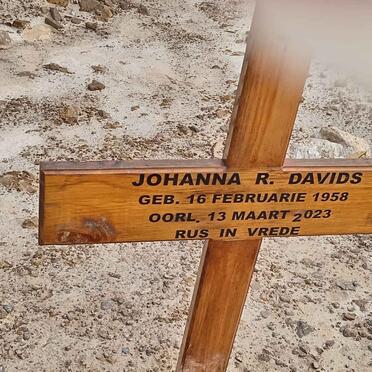 JOHANNA R. DAVIDS
GEB. 16 FEBRUARIE 1958
OORL. 13 MAART 2023
RUS IN VREDE